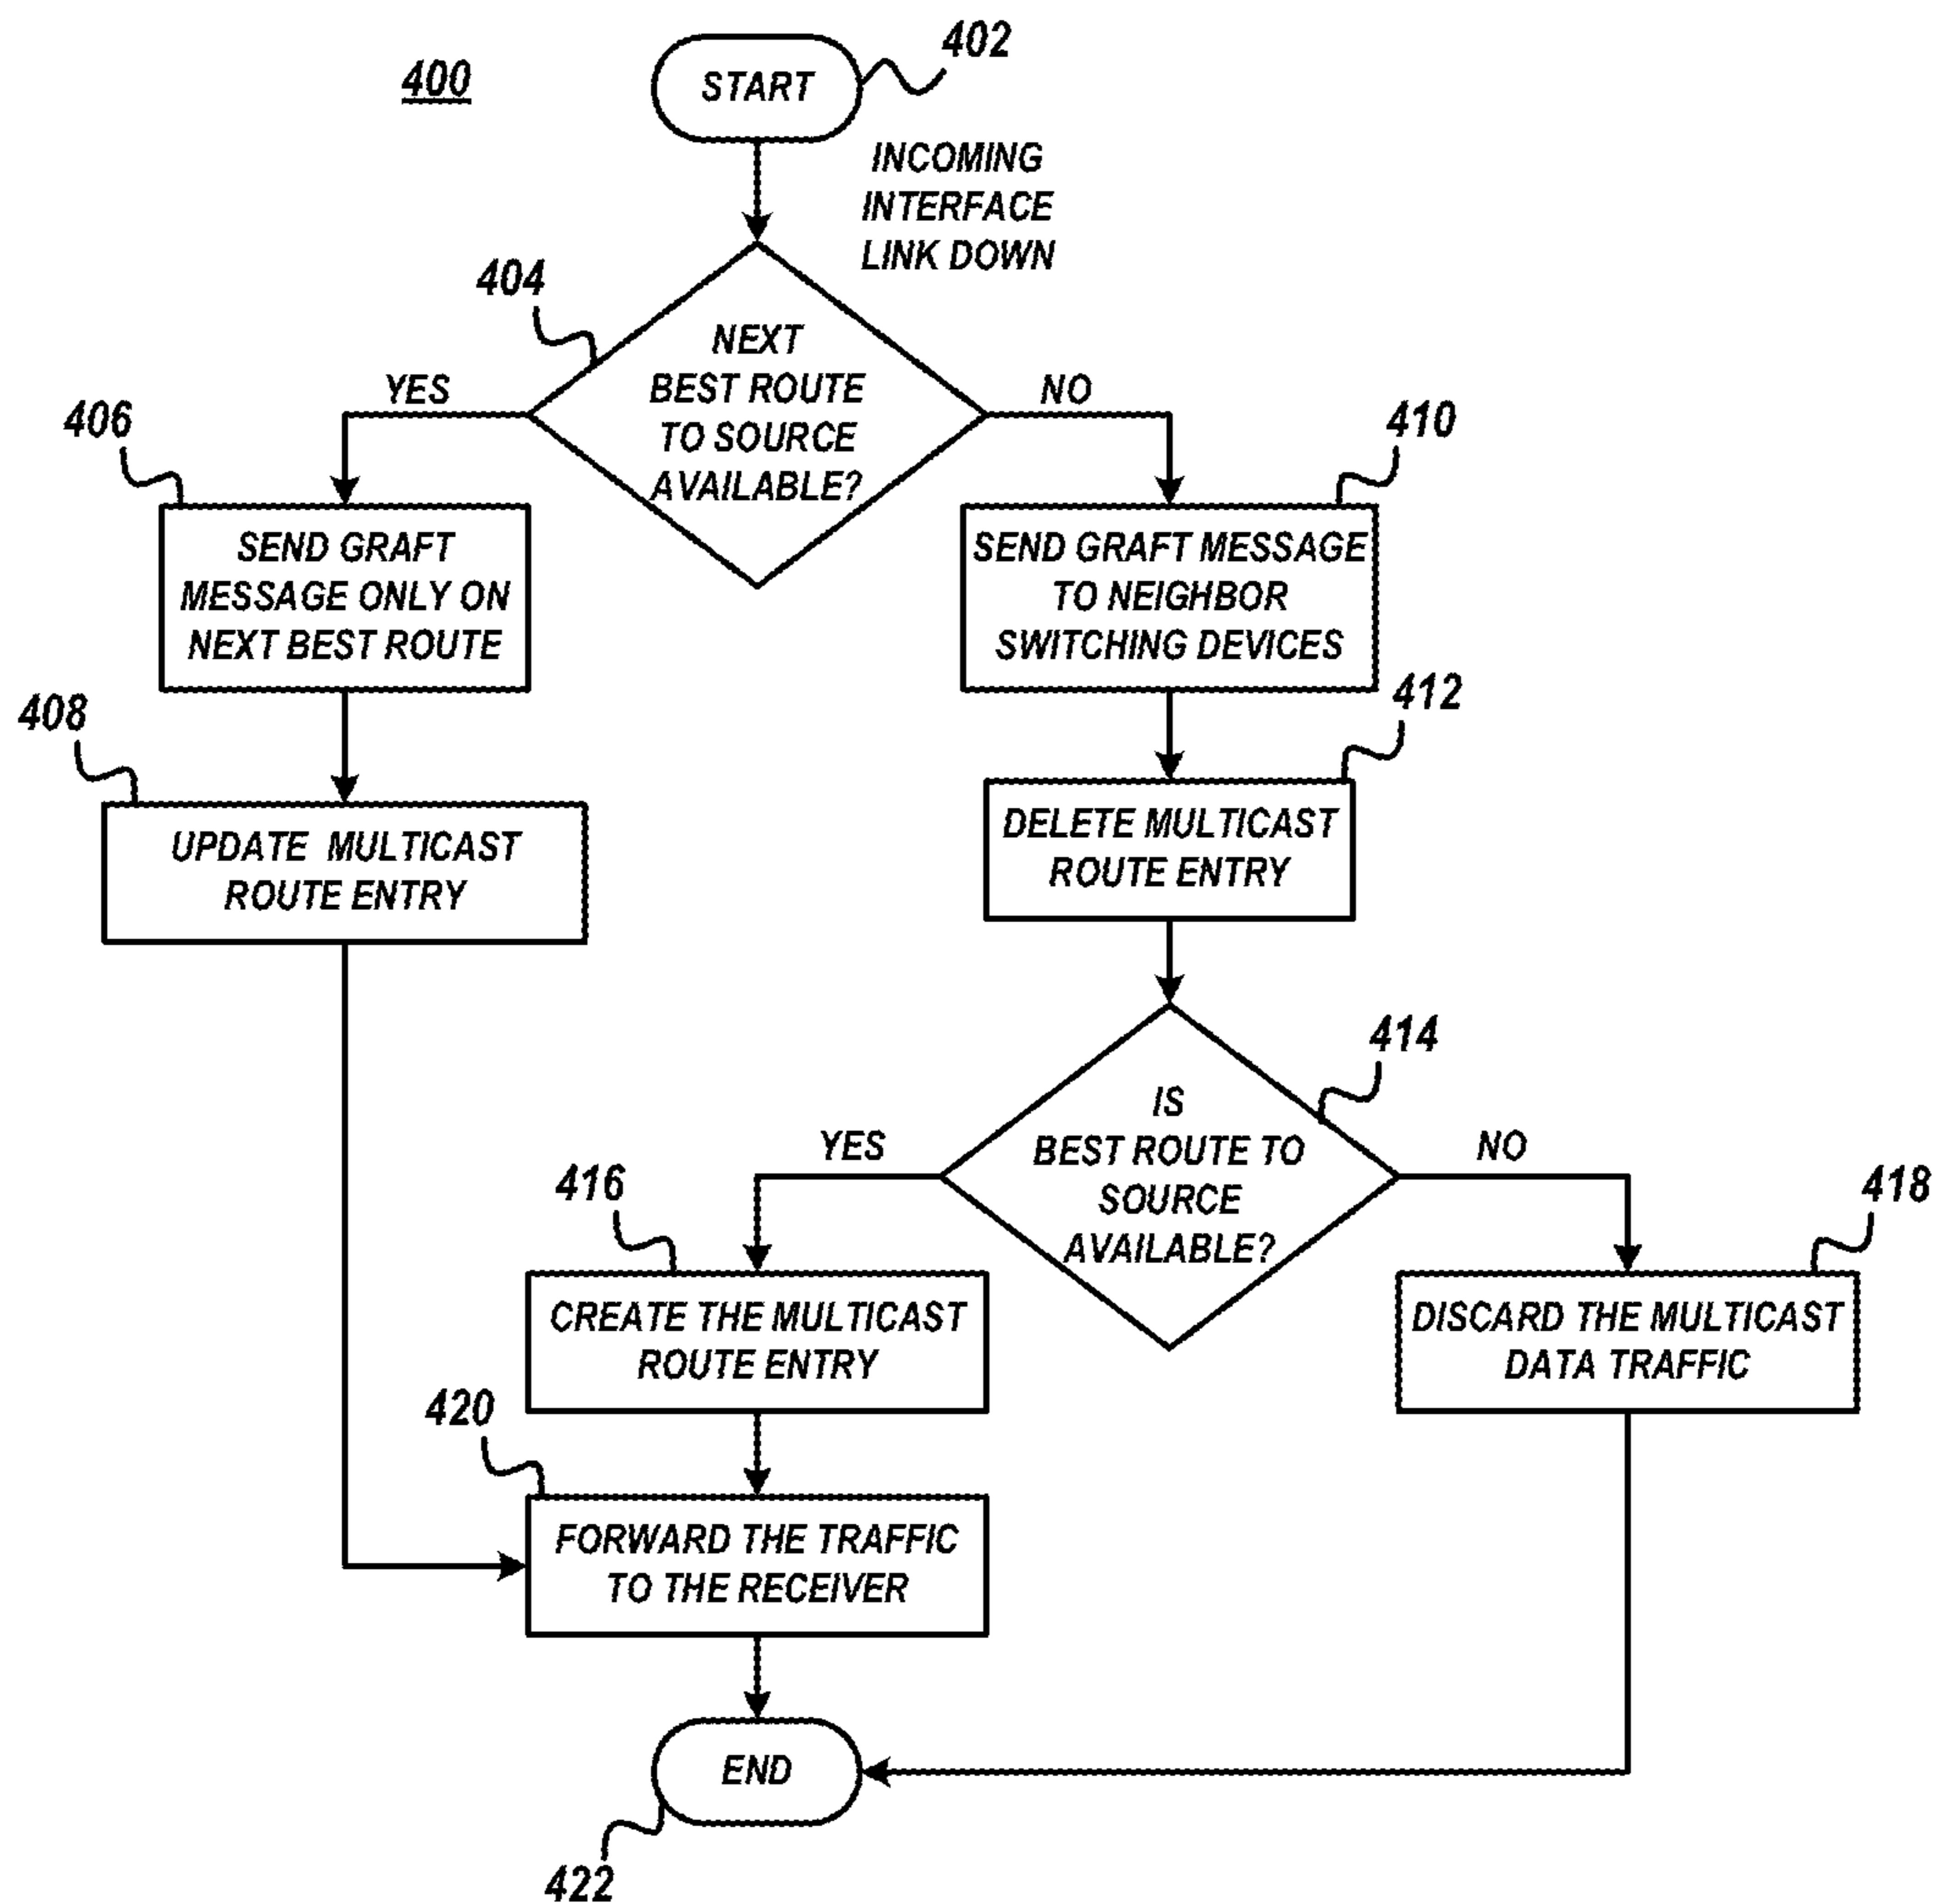 400
START
402
INCOMING
INTERFACE
LINK DOWN
404
NEXT
BEST ROUTE
TO SOURCE
AVAILABLE?
YES
NO
406
SEND GRAFT
MESSAGE ONLY ON
NEXT BEST ROUTE
410
SEND GRAFT MESSAGE
TO NEIGHBOR
SWITCHING DEVICES
408
UPDATE MULTICAST
ROUTE ENTRY
412
DELETE MULTICAST
ROUTE ENTRY
414
IS
BEST ROUTE TO
SOURCE
AVAILABLE?
YES
NO
416
CREATE THE MULTICAST
ROUTE ENTRY
418
DISCARD THE MULTICAST
DATA TRAFFIC
420
FORWARD THE TRAFFIC
TO THE RECEIVER
END
422